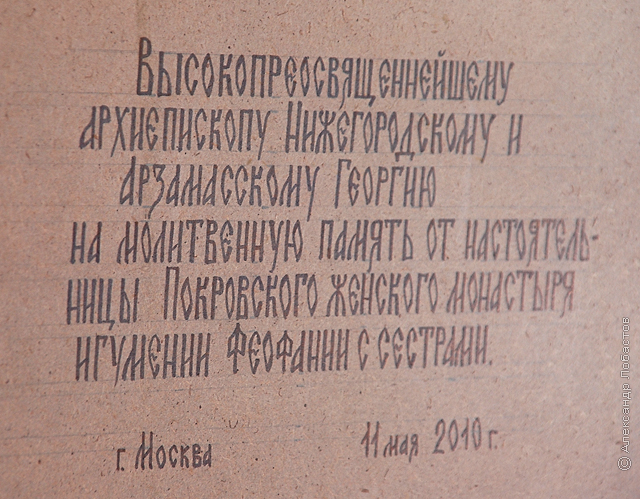 Высокопреосвященнейшему
архиепископу Нижегородскому и
Арзамасскому Георгию
на молитвенную память от настоятель-
ницы Покровского женского монастыря
игумении Феофании с сестрами.
г. Москва 11 мая 2010 г.
© Александр Лобастов